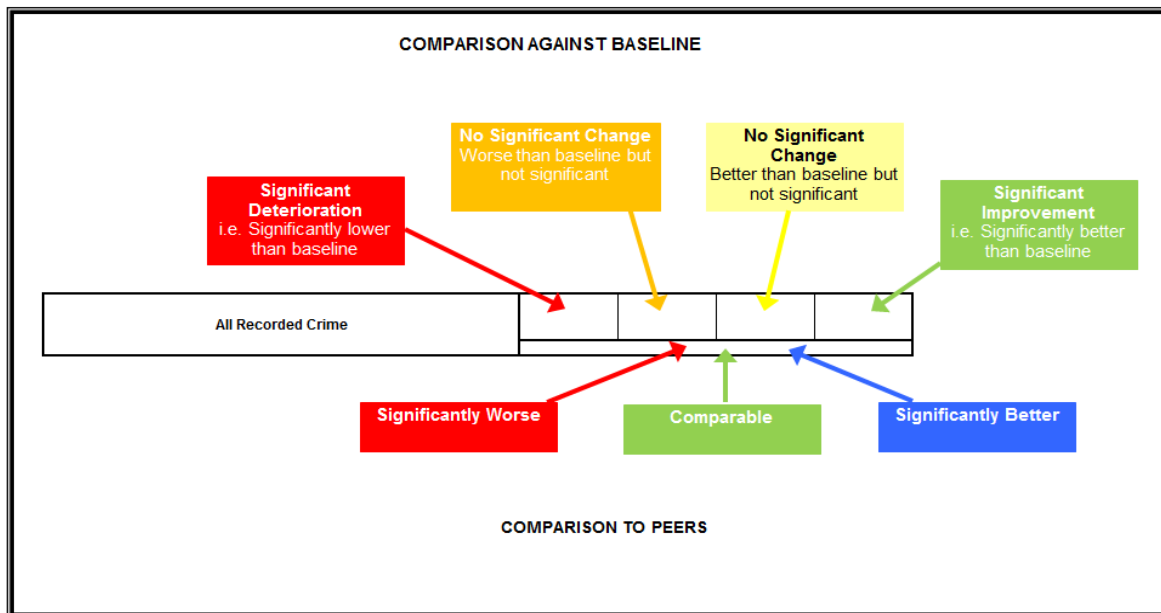 COMPARISON AGAINST BASELINE
No Significant Change
Worse than baseline but
not significant
No Significant
Change
Better than baseline but
not significant
Significant
Deterioration
i.e. Significantly lower
than baseline
Significant
Improvement
i.e. Significantly better
than baseline
All Recorded Crime
Significantly Worse
Comparable
Significantly Better
COMPARISON TO PEERS